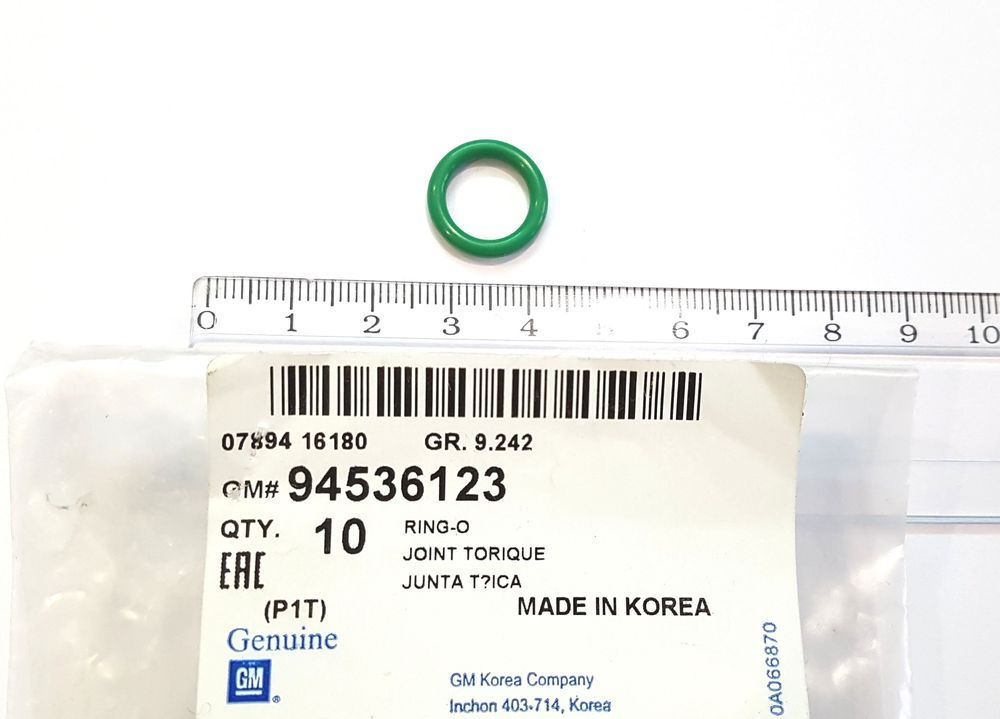 0 1 2 3 4 5 6 7 8 9 10
07894 16180 GR. 9.242
GM# 94536123
QTY. 10 RING-O
JOINT TORIQUE
EAC JUNTA T?ICA
(P1T) MADE IN KOREA
Genuine
GM®
GM Korea Company
Inchon 403-714, Korea
0A066870